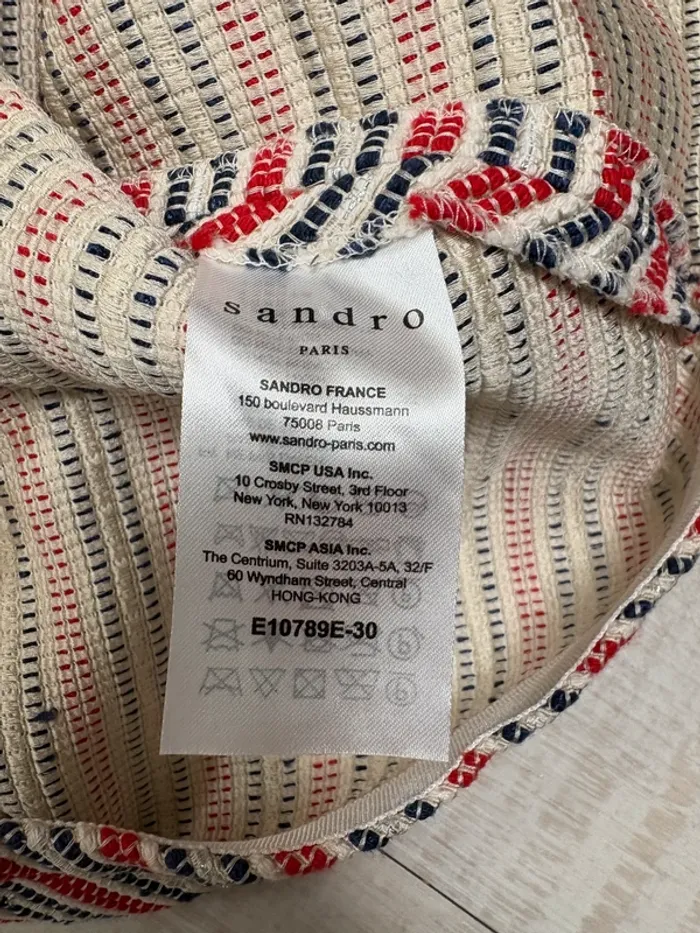 sandro
PARIS
SANDRO FRANCE
150 boulevard Haussmann
75008 Paris
www.sandro-paris.com
SMCP USA Inc.
10 Crosby Street, 3rd Floor
New York, New York 10013
RN132784
SMCP ASIA Inc.
The Centrium, Suite 3203A-5A, 32/F
60 Wyndham Street, Central
HONG-KONG
E10789E-30